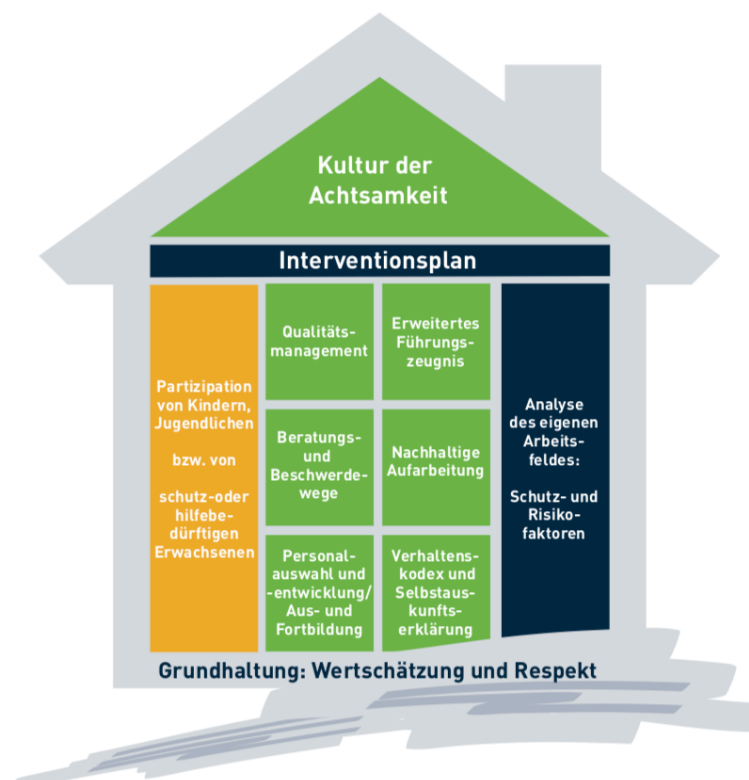 Kultur der
Achtsamkeit
Interventionsplan
Partizipation
von Kindern,
Jugendlichen
bzw. von
schutz-oder
hilfebe-
dürftigen
Erwachsenen
Qualitäts-
management
Erweitertes
Führungs-
zeugnis
Beratungs-
und
Beschwerde-
wege
Nachhaltige
Aufarbeitung
Personal-
auswahl und
-entwicklung/
Aus- und
Fortbildung
Verhaltens-
kodex und
Selbstaus-
kunfts-
erklärung
Analyse
des eigenen
Arbeits-
feldes:
Schutz- und
Risiko-
faktoren
Grundhaltung: Wertschätzung und Respekt